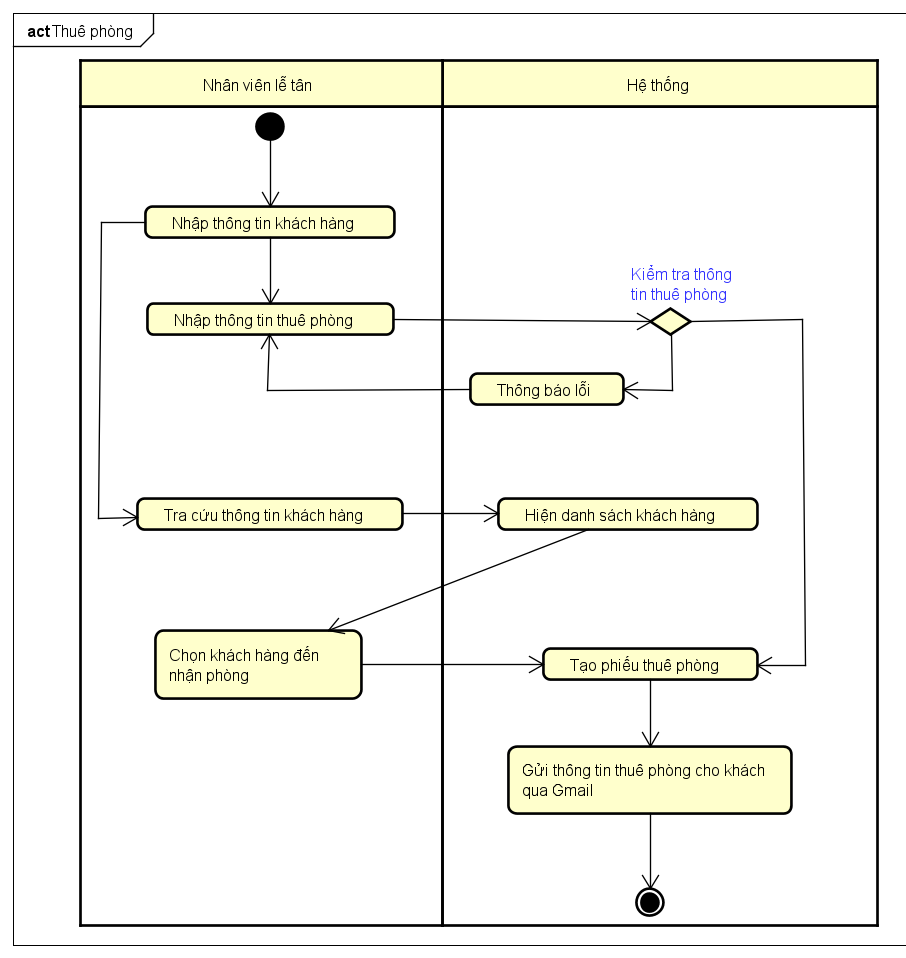 act Thuê phòng
Nhân viên lễ tân
Hệ thống
Nhập thông tin khách hàng
Kiểm tra thông
tin thuê phòng
Nhập thông tin thuê phòng
Thông báo lỗi
Tra cứu thông tin khách hàng
Hiện danh sách khách hàng
Chọn khách hàng đến
nhận phòng
Tạo phiếu thuê phòng
Gửi thông tin thuê phòng cho khách
qua Gmail